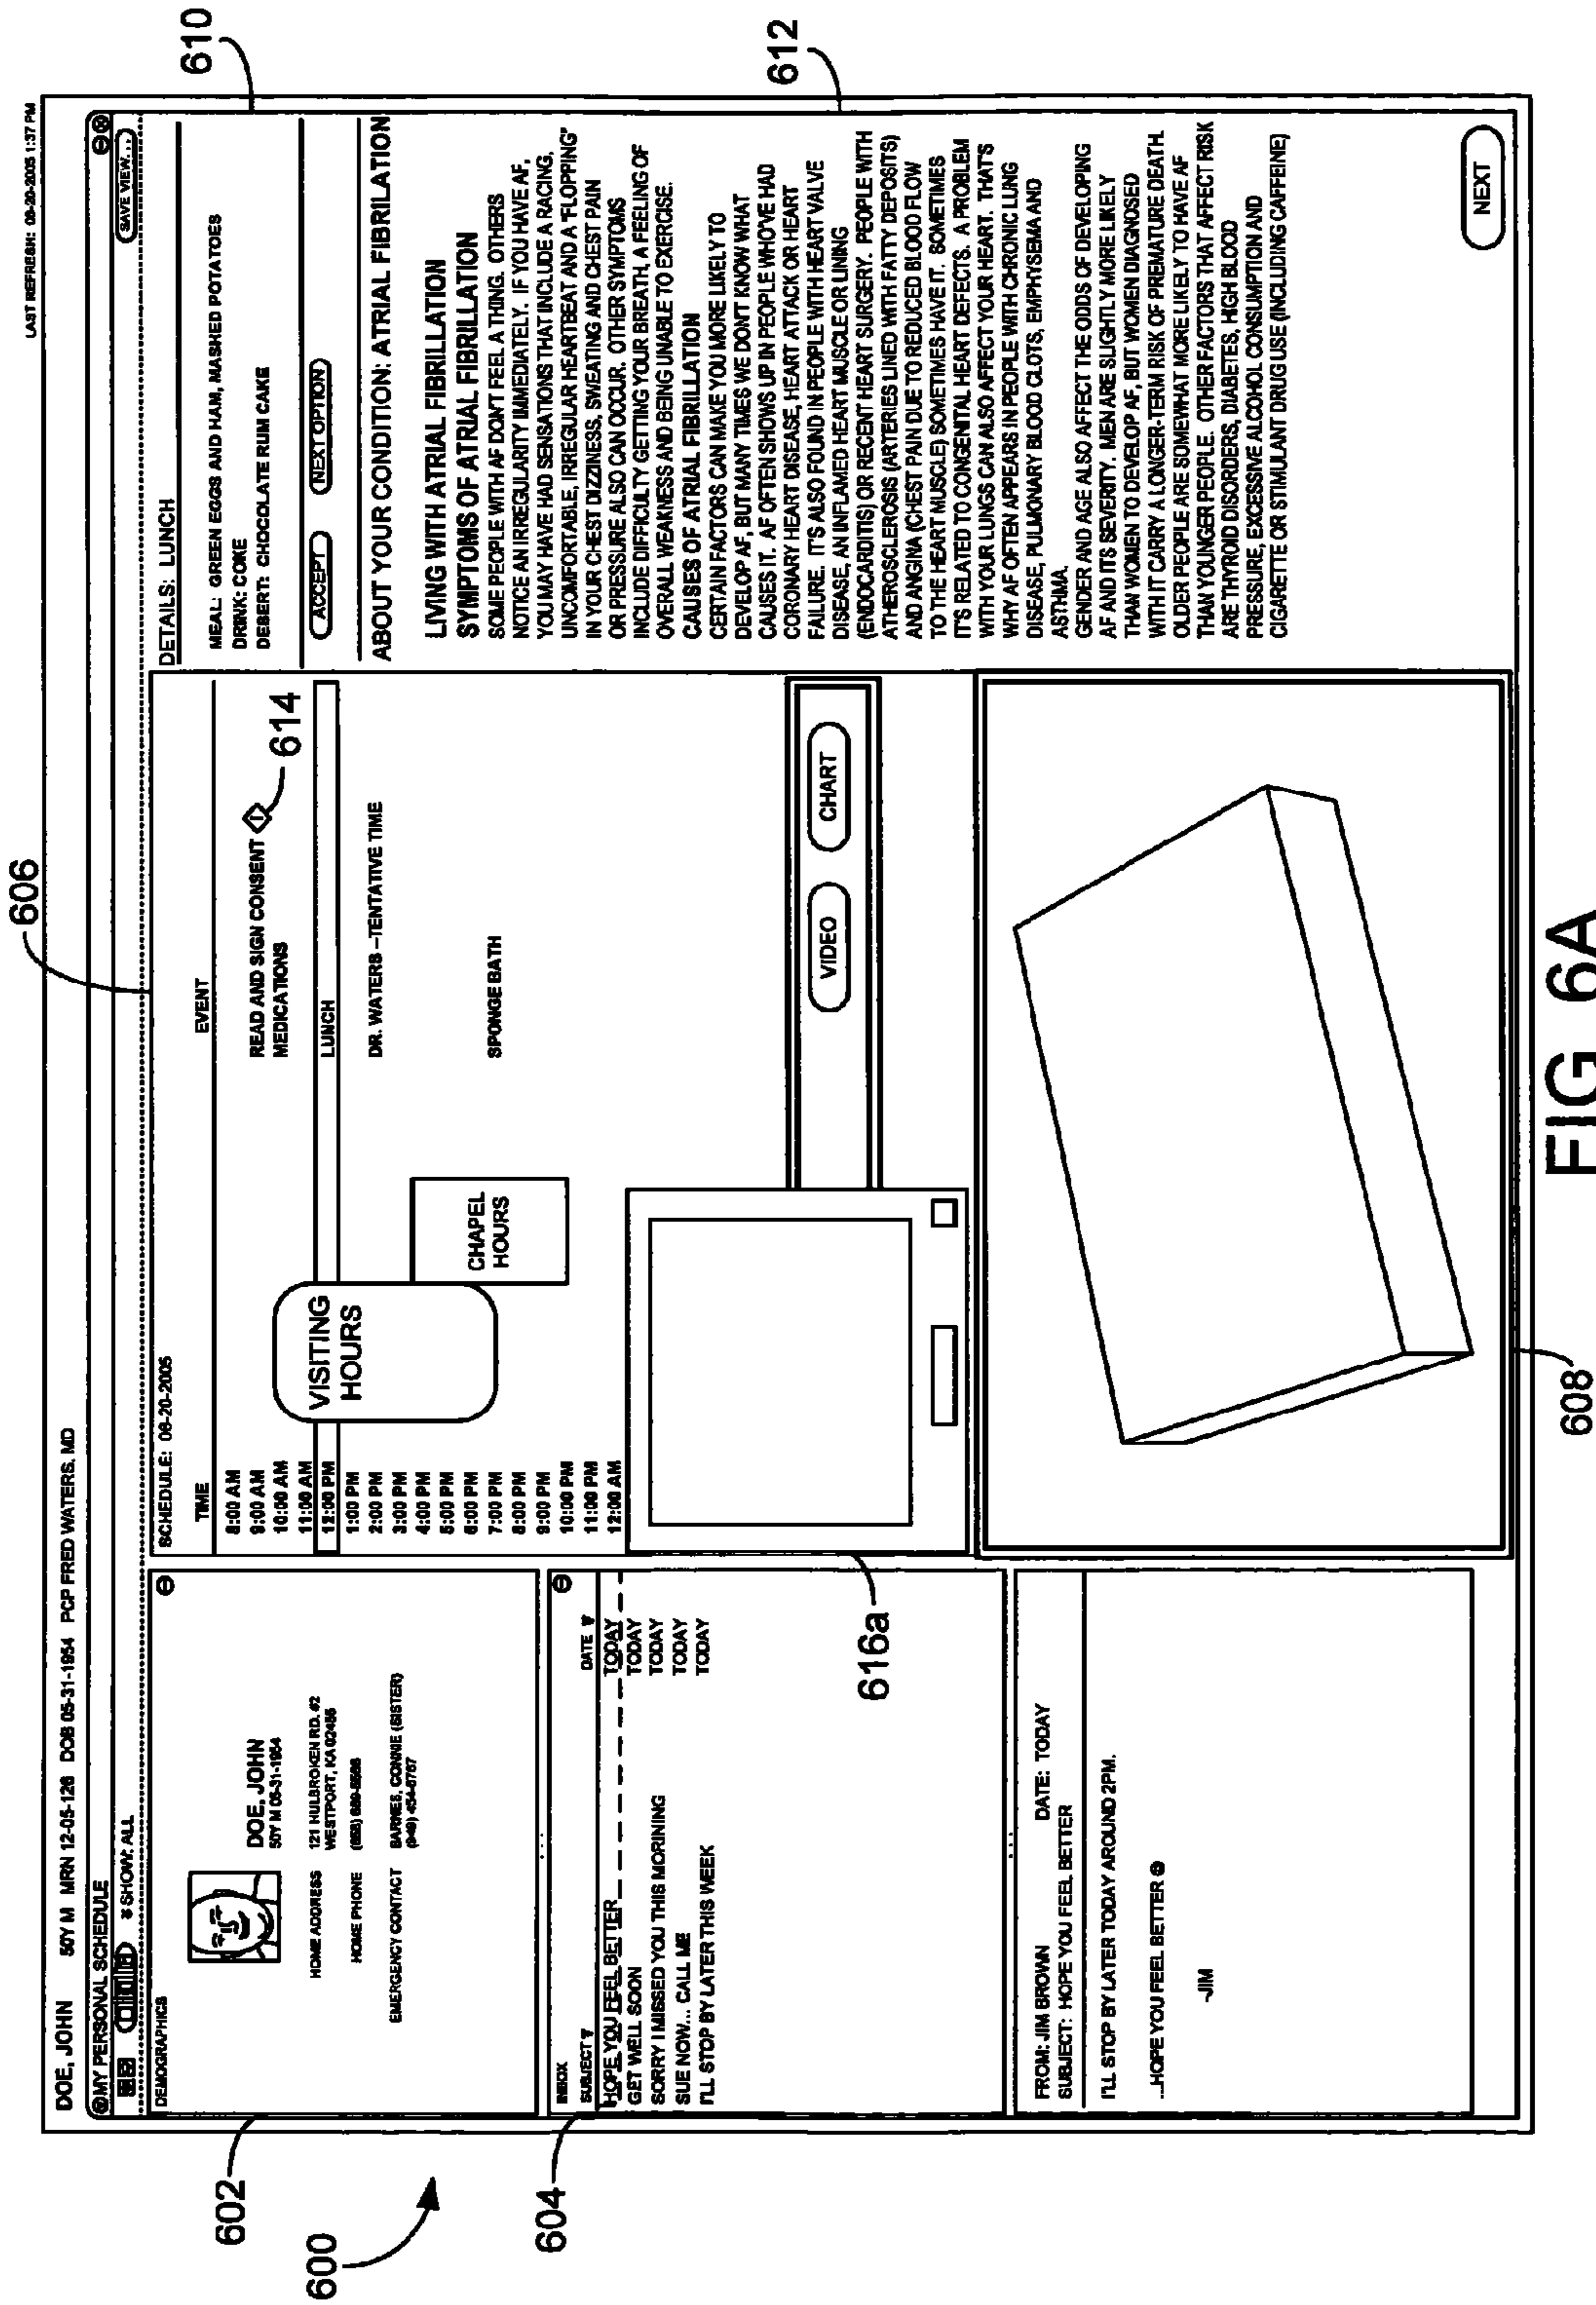 LAST REFRESH: 08-20-2005 1:37 PM
DOE, JOHN 50Y M MRN 12-05-126 DOB 05-31-1954 PCP FRED WATERS, MD
MY PERSONAL SCHEDULE
SHOW: ALL
SAVE VIEW...
DEMOGRAPHICS
DOE, JOHN
50Y M 05-31-1954
HOME ADDRESS 121 HULBROKEN RD. #2
WESTPORT, KA 02486
HOME PHONE
EMERGENCY CONTACT BARNES, CONNIE (SISTER)
INBOX
SUBJECT DATE
HOPE YOU FEEL BETTER TODAY
GET WELL SOON TODAY
SORRY I MISSED YOU THIS MORINING TODAY
SUE NOW... CALL ME TODAY
I'LL STOP BY LATER THIS WEEK TODAY
FROM: JIM BROWN DATE: TODAY
SUBJECT: HOPE YOU FEEL BETTER
I'LL STOP BY LATER TODAY AROUND 2PM.
...HOPE YOU FEEL BETTER
-JIM
SCHEDULE: 08-20-2005
TIME EVENT
8:00 AM
9:00 AM READ AND SIGN CONSENT
10:00 AM MEDICATIONS
11:00 AM
12:00 PM LUNCH
1:00 PM
2:00 PM DR. WATERS –TENTATIVE TIME
3:00 PM
4:00 PM
5:00 PM
6:00 PM
7:00 PM SPONGE BATH
8:00 PM
9:00 PM
10:00 PM
11:00 PM
12:00 AM
VISITING
HOURS
CHAPEL
HOURS
VIDEO
CHART
DETAILS: LUNCH
MEAL: GREEN EGGS AND HAM, MASHED POTATOES
DRINK: COKE
DESERT: CHOCOLATE RUM CAKE
ACCEPT NEXT OPTION
ABOUT YOUR CONDITION: ATRIAL FIBRILATION
LIVING WITH ATRIAL FIBRILLATION
SYMPTOMS OF ATRIAL FIBRILLATION
SOME PEOPLE WITH AF DON'T FEEL A THING. OTHERS
NOTICE AN IRREGULARITY IMMEDIATELY. IF YOU HAVE AF,
YOU MAY HAVE HAD SENSATIONS THAT INCLUDE A RACING,
UNCOMFORTABLE, IRREGULAR HEARTBEAT AND A "FLOPPING"
IN YOUR CHEST DIZZINESS, SWEATING AND CHEST PAIN
OR PRESSURE ALSO CAN OCCUR. OTHER SYMPTOMS
INCLUDE DIFFICULTY GETTING YOUR BREATH, A FEELING OF
OVERALL WEAKNESS AND BEING UNABLE TO EXERCISE.
CAUSES OF ATRIAL FIBRILLATION
CERTAIN FACTORS CAN MAKE YOU MORE LIKELY TO
DEVELOP AF, BUT MANY TIMES WE DON'T KNOW WHAT
CAUSES IT. AF OFTEN SHOWS UP IN PEOPLE WHO'VE HAD
CORONARY HEART DISEASE, HEART ATTACK OR HEART
FAILURE. IT'S ALSO FOUND IN PEOPLE WITH HEART VALVE
DISEASE, AN INFLAMED HEART MUSCLE OR LINING
(ENDOCARDITIS) OR RECENT HEART SURGERY. PEOPLE WITH
ATHEROSCLEROSIS (ARTERIES LINED WITH FATTY DEPOSITS)
AND ANGINA (CHEST PAIN DUE TO REDUCED BLOOD FLOW
TO THE HEART MUSCLE) SOMETIMES HAVE IT. SOMETIMES
IT'S RELATED TO CONGENITAL HEART DEFECTS. A PROBLEM
WITH YOUR LUNGS CAN ALSO AFFECT YOUR HEART. THAT'S
WHY AF OFTEN APPEARS IN PEOPLE WITH CHRONIC LUNG
DISEASE, PULMONARY BLOOD CLOTS, EMPHYSEMA AND
ASTHMA.
GENDER AND AGE ALSO AFFECT THE ODDS OF DEVELOPING
AF AND ITS SEVERITY. MEN ARE SLIGHTLY MORE LIKELY
THAN WOMEN TO DEVELOP AF, BUT WOMEN DIAGNOSED
WITH IT CARRY A LONGER-TERM RISK OF PREMATURE DEATH.
OLDER PEOPLE ARE SOMEWHAT MORE LIKELY TO HAVE AF
THAN YOUNGER PEOPLE. OTHER FACTORS THAT AFFECT RISK
ARE THYROID DISORDERS, DIABETES, HIGH BLOOD
PRESSURE, EXCESSIVE ALCOHOL CONSUMPTION AND
CIGARETTE OR STIMULANT DRUG USE (INCLUDING CAFFEINE)
NEXT
600
602
604
606
608
610
612
614
616a
FIG. 6A